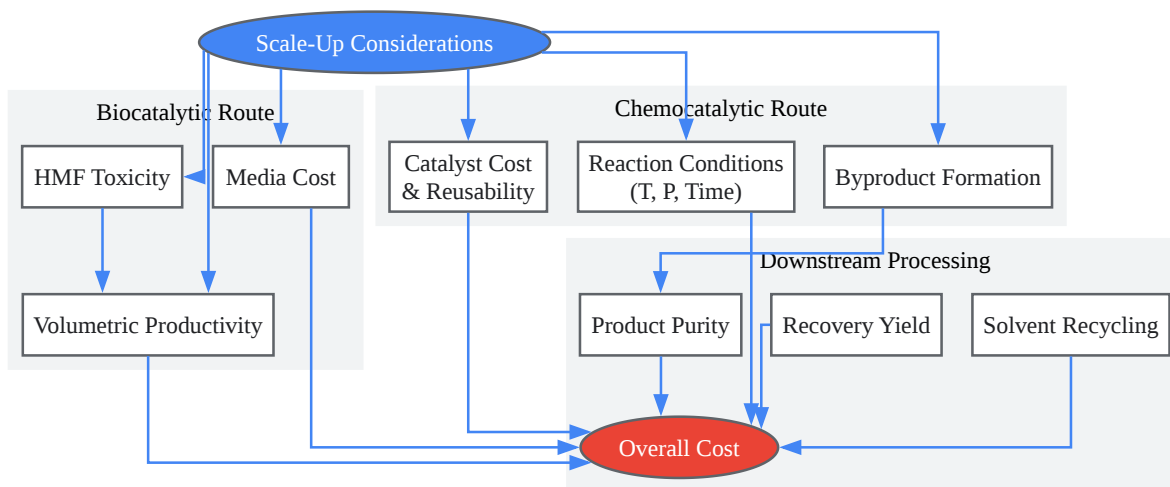 Scale-Up Considerations
Biocatalytic Route
Chemocatalytic Route
HMF Toxicity
Media Cost
Catalyst Cost
& Reusability
Reaction Conditions
(T, P, Time)
Byproduct Formation
Downstream Processing
Volumetric Productivity
Product Purity
Recovery Yield
Solvent Recycling
Overall Cost